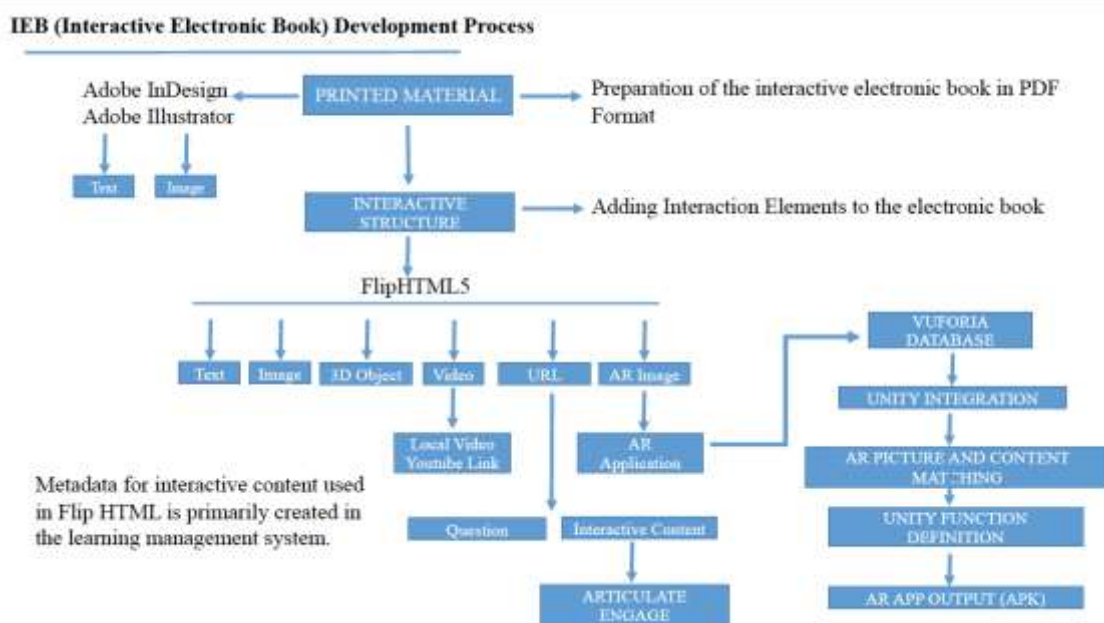 IEB (Interactive Electronic Book) Development Process
Adobe InDesign
Adobe Illustrator
PRINTED MATERIAL
Preparation of the interactive electronic book in PDF
Format
Text
Image
INTERACTIVE
STRUCTURE
Adding Interaction Elements to the electronic book
FlipHTML5
Text
Image
3D Object
Video
URL
AR Image
Local Video
Youtube Link
AR
Application
Question
Interactive Content
ARTICULATE
ENGAGE
VUFORIA
DATABASE
UNITY INTEGRATION
AR PICTURE AND CONTENT
MATCHING
UNITY FUNCTION
DEFINITION
AR APP OUTPUT (APK)
Metadata for interactive content used
in Flip HTML is primarily created in
the learning management system.